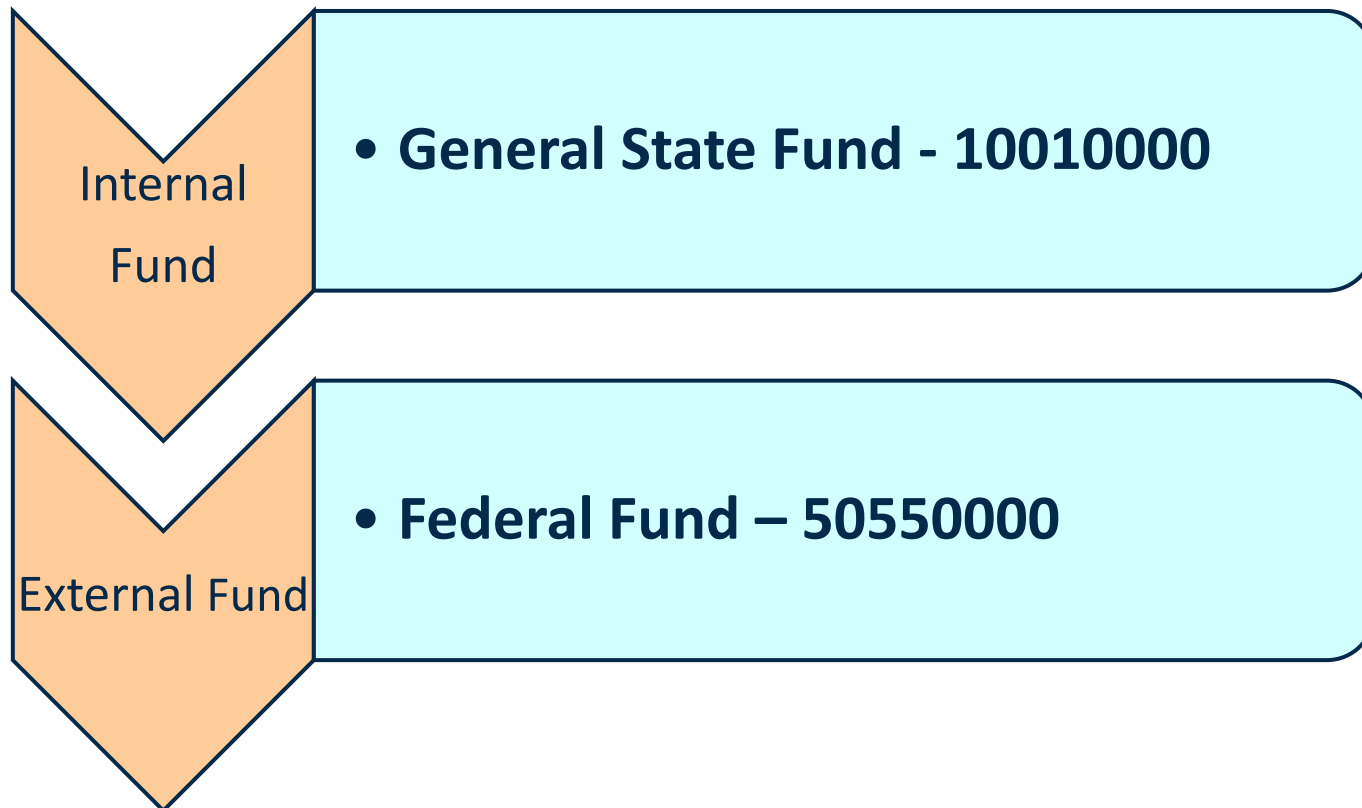 Internal
Fund
• General State Fund - 10010000
External Fund
• Federal Fund – 50550000